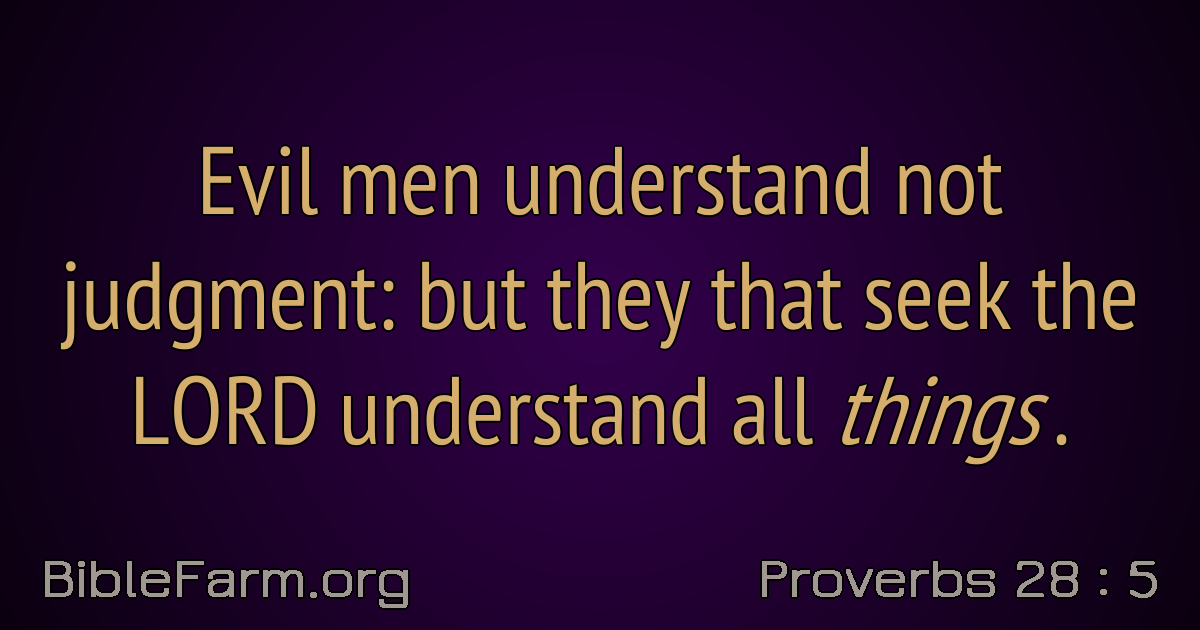 Evil men understand not
judgment: but they that seek the
LORD understand all things .
BibleFarm.org
Proverbs 28 : 5